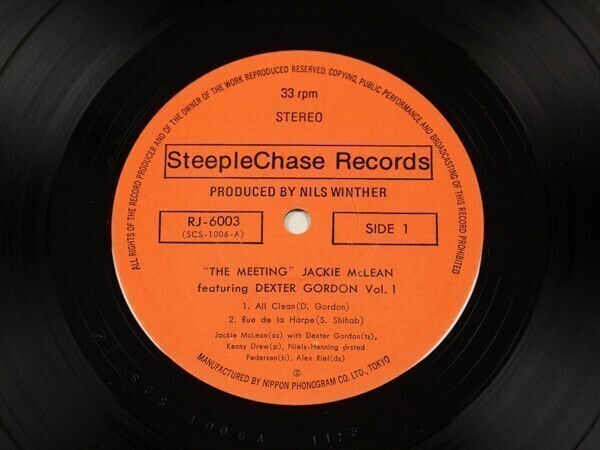 ALL RIGHTS OF THE RECORD PRODUCER AND OF THE OWNER OF THE WORK REPRODUCED RESERVED. COPYING, PUBLIC PERFORMANCE AND BROADCASTING OF THIS RECORD PROHIBITED
33 rpm
STEREO
SteepleChase Records
PRODUCED BY NILS WINTHER
RJ-6003
(SCS-1006-A)
SIDE 1
"THE MEETING" JACKIE McLEAN
featuring DEXTER GORDON Vol. 1
1. All Clean(D. Gordon)
2. Rue de la Harpe(S. Shihab)
Jackie McLean(as) with Dexter Gordon(ts),
Kenny Drew(p), Niels-Henning ørsted
Pedersen(b), Alex Riel(ds)
MANUFACTURED BY NIPPON PHONOGRAM CO. LTD., TOKYO
SCS 1006 A